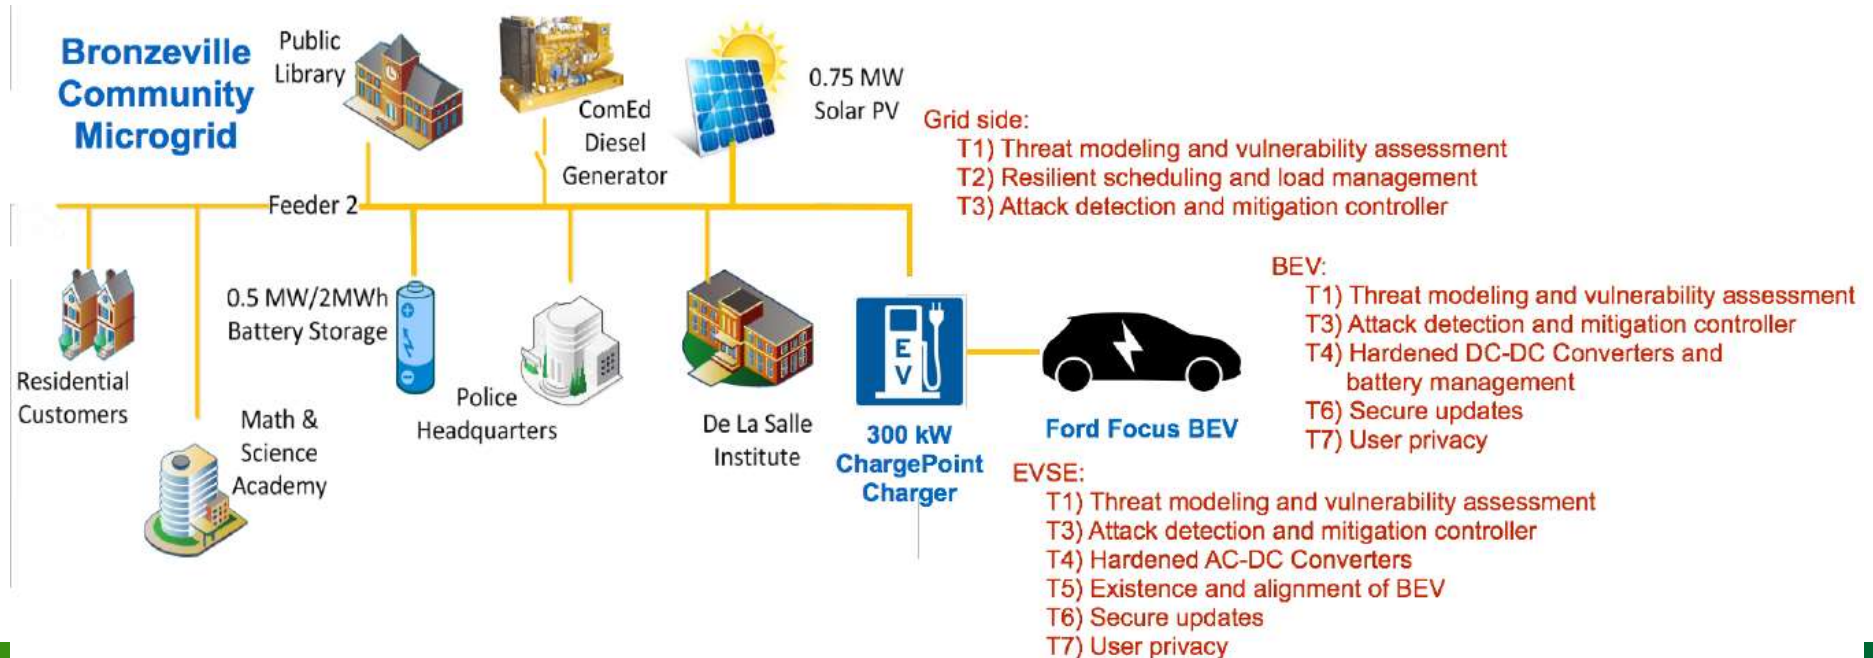 Bronzeville
Community
Microgrid
Public
Library
ComEd
Diesel
Generator
0.75 MW
Solar PV
Grid side:
T1) Threat modeling and vulnerability assessment
T2) Resilient scheduling and load management
T3) Attack detection and mitigation controller
Feeder 2
Residential
Customers
Math &
Science
Academy
0.5 MW/2MWh
Battery Storage
Police
Headquarters
De La Salle
Institute
E
V
300 kW
ChargePoint
Charger
Ford Focus BEV
BEV:
T1) Threat modeling and vulnerability assessment
T3) Attack detection and mitigation controller
T4) Hardened DC-DC Converters and
battery management
T6) Secure updates
T7) User privacy
EVSE:
T1) Threat modeling and vulnerability assessment
T3) Attack detection and mitigation controller
T4) Hardened AC-DC Converters
T5) Existence and alignment of BEV
T6) Secure updates
T7) User privacy